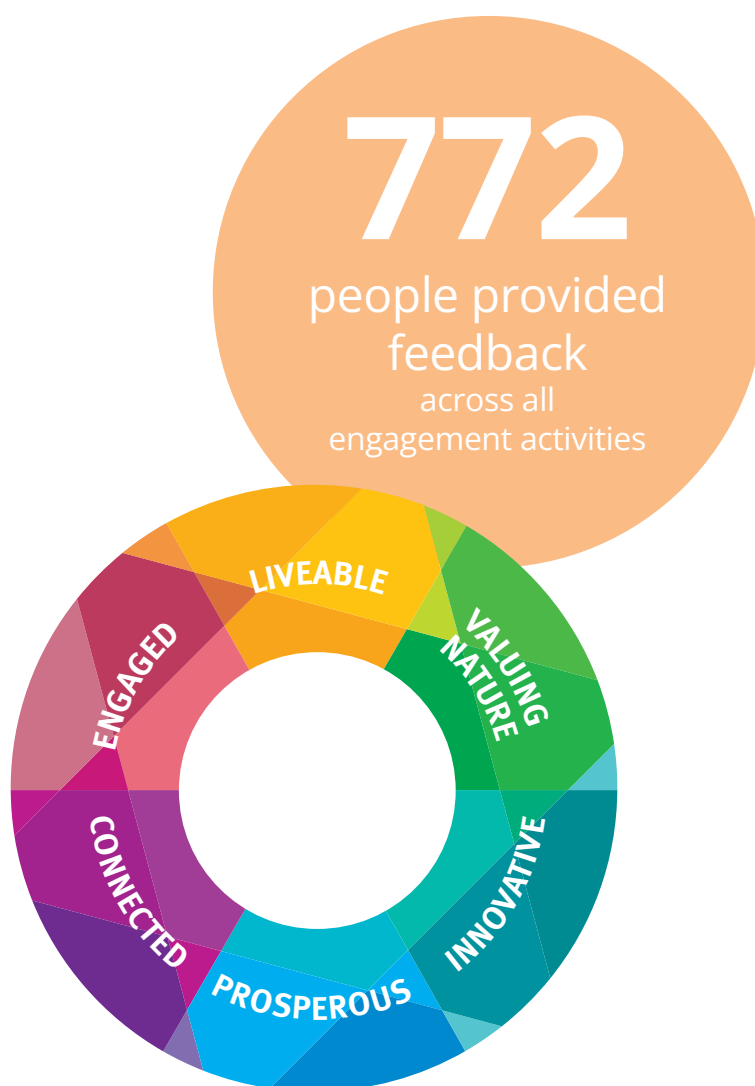 772
people provided
feedback
across all
engagement activities
LIVEABLE
VALUING
NATURE
INNOVATIVE
PROSPEROUS
CONNECTED
ENGAGED